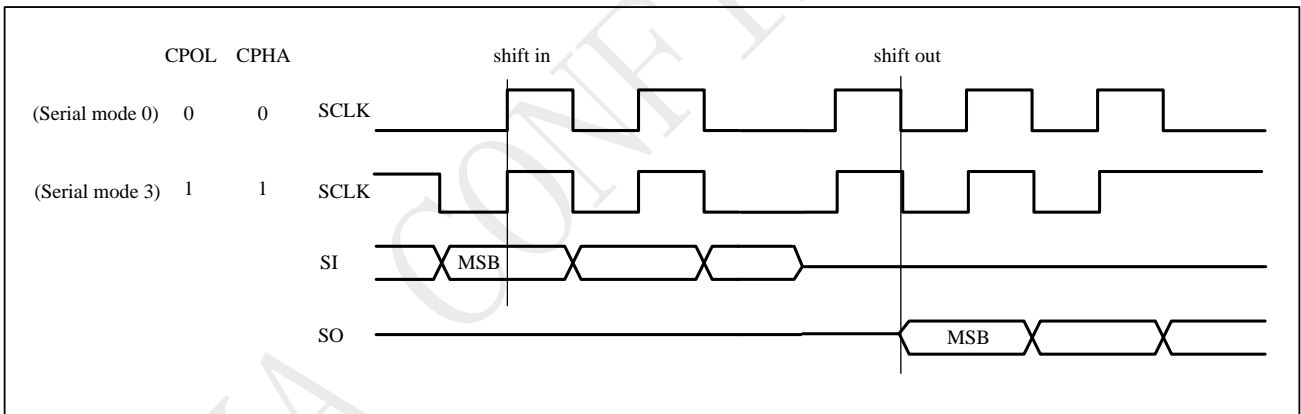 CPOL CPHA shift in shift out
(Serial mode 0) 0 0 SCLK
(Serial mode 3) 1 1 SCLK
SI MSB
SO MSB